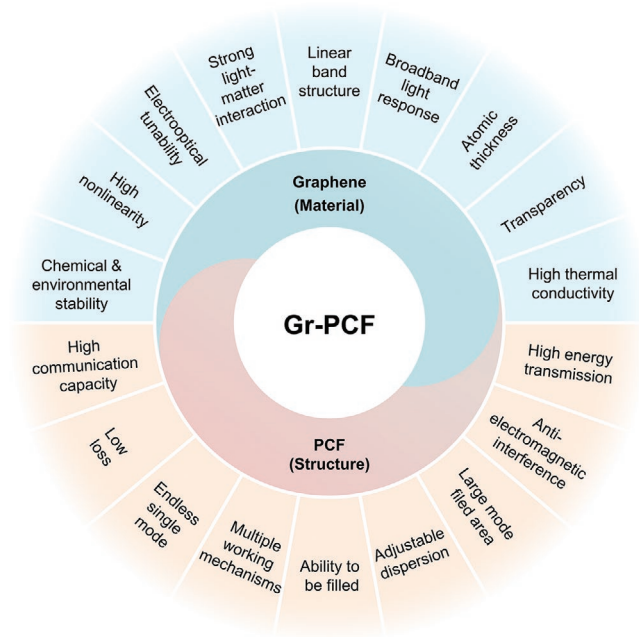 Chemical &
environmental
stability
High
nonlinearity
Electrooptical
tunability
Strong
light-
matter
interaction
Linear
band
structure
Broadband
light
response
Atomic
thickness
Transparency
High thermal
conductivity
Graphene
(Material)
Gr-PCF
PCF
(Structure)
High
communication
capacity
Low
loss
Endless
single
mode
Multiple
working
mechanisms
Ability to
be filled
Adjustable
dispersion
Large mode
filed area
Anti-
electromagnetic
interference
High energy
transmission